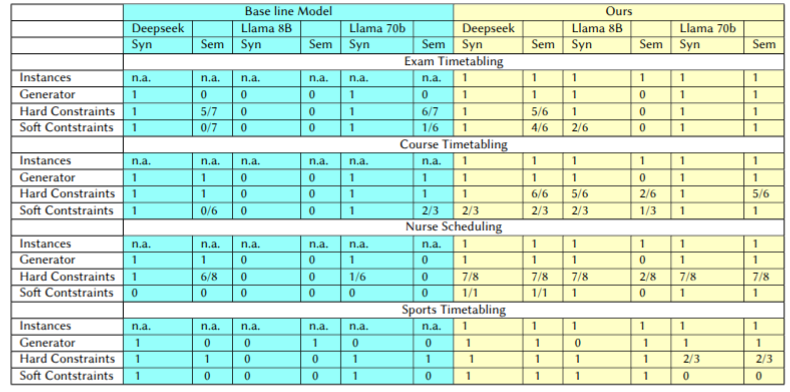 Base line Model Ours
Deepseek Llama 8B Llama 70b Deepseek Llama 8B Llama 70b
Syn Sem Syn Sem Syn Sem Syn Sem Syn Sem Syn Sem
Exam Timetabling
Instances n.a. n.a. n.a. n.a. n.a. n.a. 1 1 1 1 1 1
Generator 1 0 0 0 1 0 1 1 1 0 1 1
Hard Constraints 1 5/7 0 0 1 6/7 1 5/6 1 0 1 1
Soft Contstraints 1 0/7 0 0 1 1/6 1 4/6 2/6 0 1 1
Course Timetabling
Instances n.a. n.a. n.a. n.a. n.a. n.a. 1 1 1 1 1 1
Generator 1 1 0 0 1 1 1 1 1 0 1 1
Hard Constraints 1 1 0 0 1 1 1 6/6 5/6 2/6 1 5/6
Soft Contstraints 1 0/6 0 0 1 2/3 2/3 2/3 2/3 1/3 1 1
Nurse Scheduling
Instances n.a. n.a. n.a. n.a. n.a. n.a. 1 1 1 1 1 1
Generator 1 1 0 0 1 0 1 1 1 0 1 1
Hard Constraints 1 6/8 0 0 1/6 0 7/8 7/8 7/8 2/8 7/8 7/8
Soft Contstraints 0 0 0 0 0 0 1/1 1/1 1 0 1 1
Sports Timetabling
Instances n.a. n.a. n.a. n.a. n.a. n.a. 1 1 1 1 1 1
Generator 1 0 0 1 0 0 1 1 0 1 1 1
Hard Constraints 1 1 0 0 1 1 1 1 1 1 2/3 2/3
Soft Contstraints 1 0 0 0 1 0 1 1 1 1 0 0